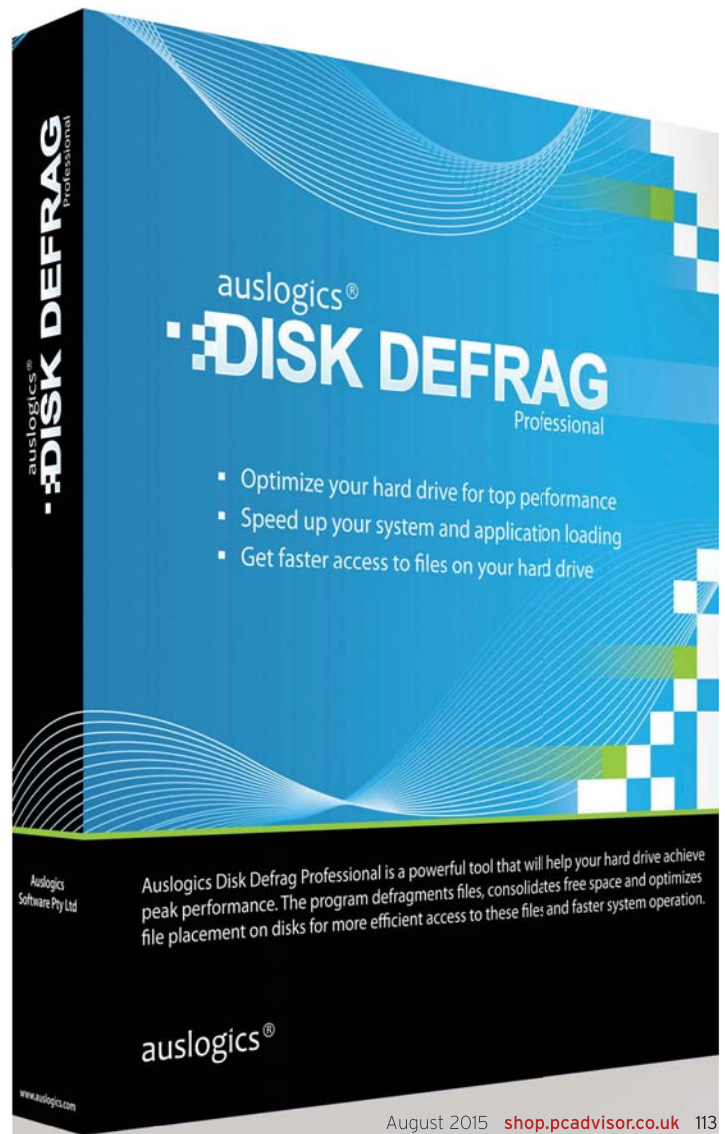 auslogics®
DISK DEFRAG
Professional
auslogics®
DISK DEFRAG
Professional
▪ Optimize your hard drive for top performance
▪ Speed up your system and application loading
▪ Get faster access to files on your hard drive
Auslogics
Software Pty Ltd
Auslogics Disk Defrag Professional is a powerful tool that will help your hard drive achieve
peak performance. The program defragments files, consolidates free space and optimizes
file placement on disks for more efficient access to these files and faster system operation.
auslogics®
www.auslogics.com
August 2015 shop.pcadvisor.co.uk 113